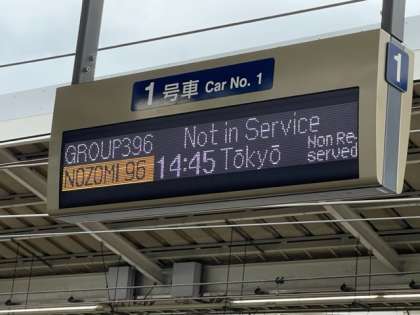 1号車 Car No. 1
1
GROUP396 Not in Service
NOZOMI 96 14:45 Tōkyō Non Re-
served